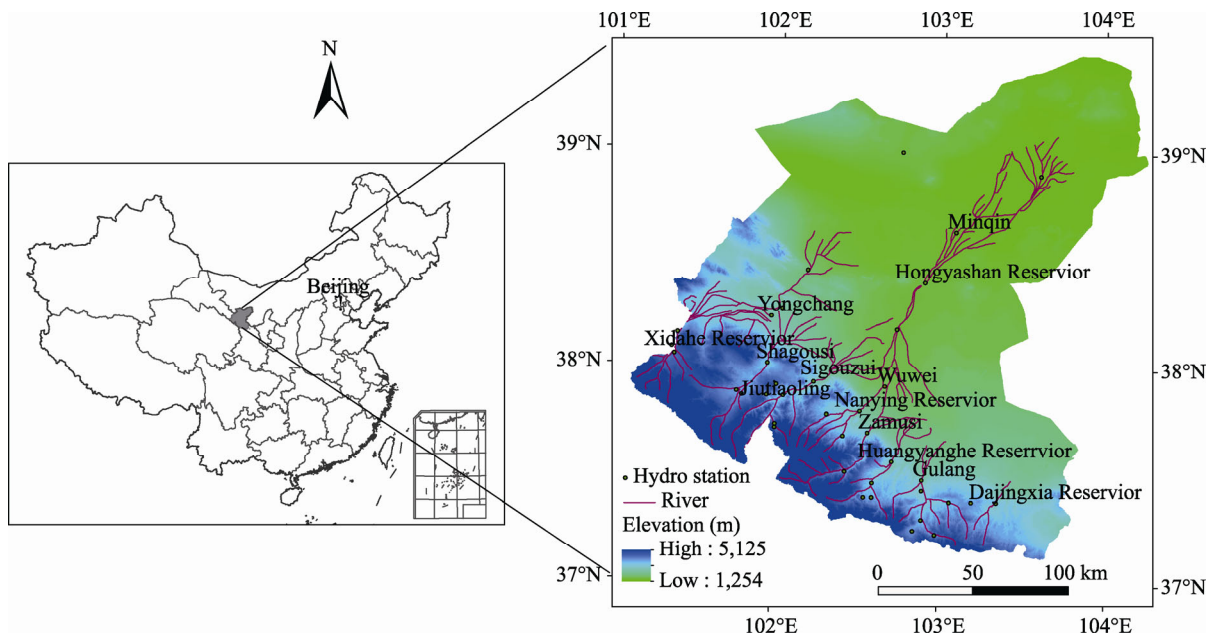 101°E 102°E 103°E 104°E
N
39°N
39°N
Minqin
Hongyashan Reservior
Beijing
Yongchang
Xidahe Reservior
Shagousi
38°N
38°N
Sigouzui
Wuwei
Jiutiaoling
Nanying Reservior
Zamusi
Huangyanghe Reserrvior
Gulang
Dajingxia Reservior
Hydro station
River
Elevation (m)
High : 5,125
Low : 1,254
0 50 100 km
37°N
37°N
102°E 103°E 104°E